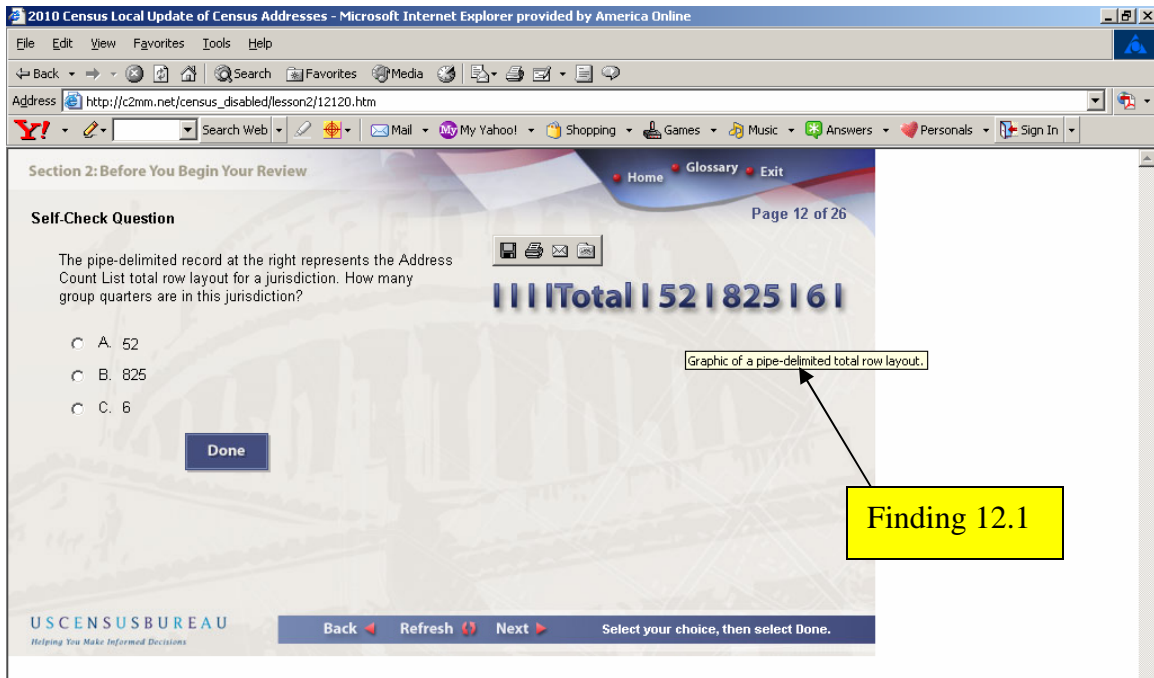 2010 Census Local Update of Census Addresses - Microsoft Internet Explorer provided by America Online
File Edit View Favorites Tools Help
Back Search Favorites Media
Address http://c2mm.net/census_disabled/lesson2/12120.htm
Y! Search Web Mail My Yahoo! Shopping Games Music Answers Personals Sign In
Section 2: Before You Begin Your Review
Home Glossary Exit
Self-Check Question
Page 12 of 26
The pipe-delimited record at the right represents the Address
Count List total row layout for a jurisdiction. How many
group quarters are in this jurisdiction?
| | | |Total | 52 | 825 | 6 |
A. 52
B. 825
C. 6
Graphic of a pipe-delimited total row layout.
Done
Finding 12.1
USCENSUSBUREAU
Helping You Make Informed Decisions
Back Refresh Next Select your choice, then select Done.